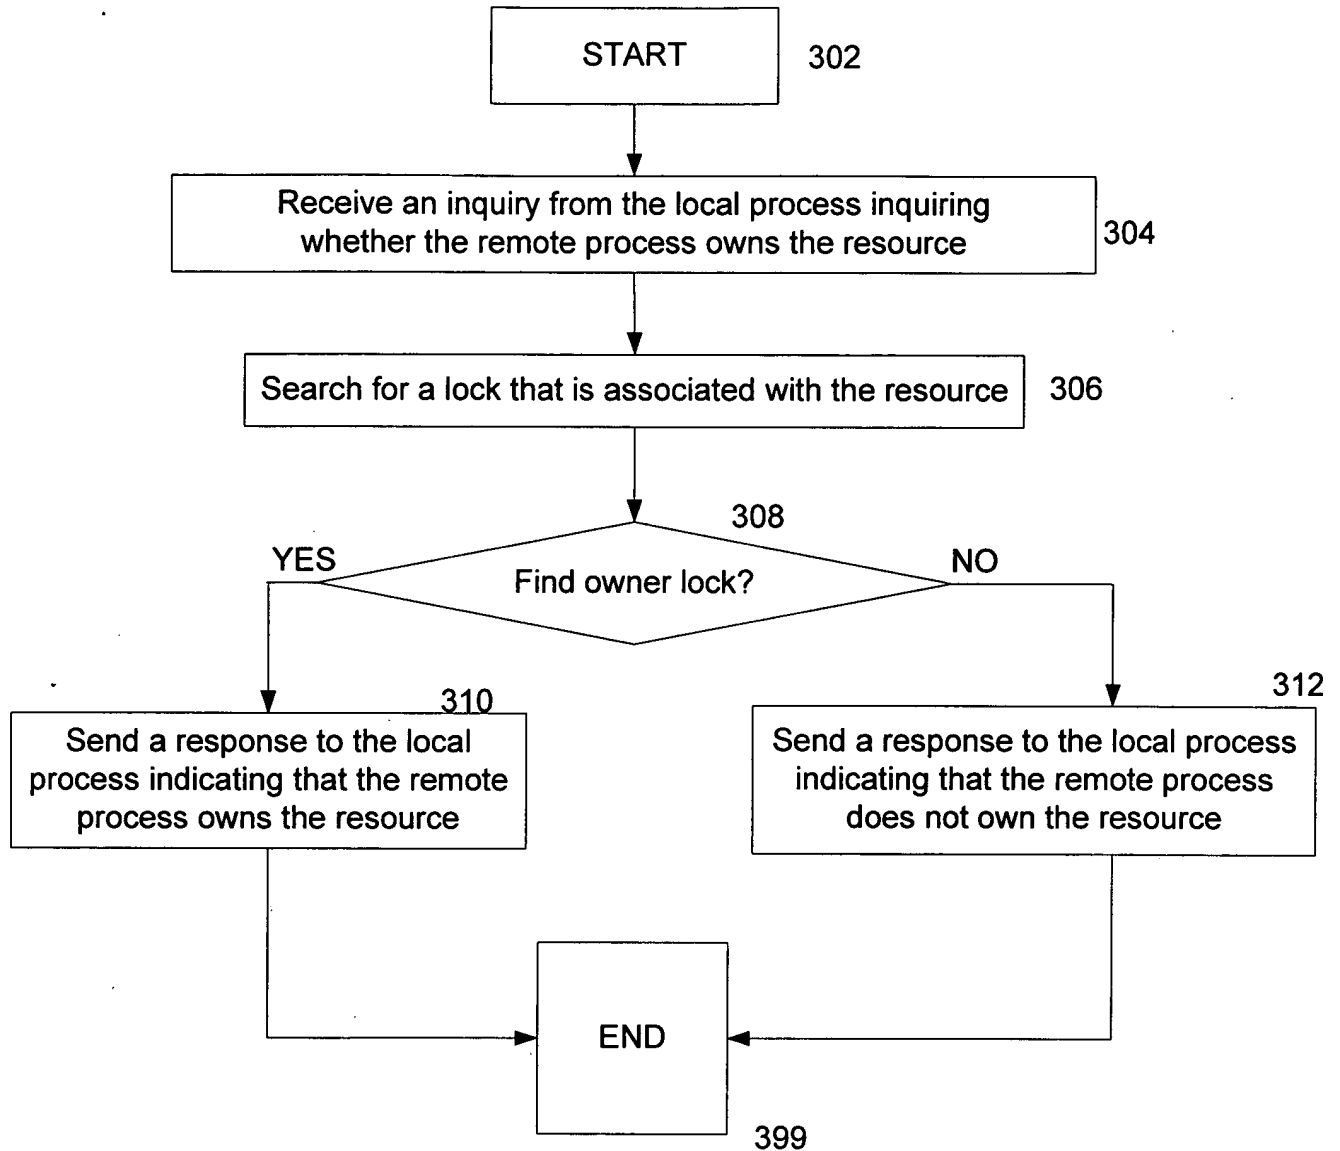 START
302
Receive an inquiry from the local process inquiring
whether the remote process owns the resource
304
Search for a lock that is associated with the resource
306
308
YES
NO
Find owner lock?
310
312
Send a response to the local
process indicating that the remote
process owns the resource
Send a response to the local process
indicating that the remote process
does not own the resource
END
399